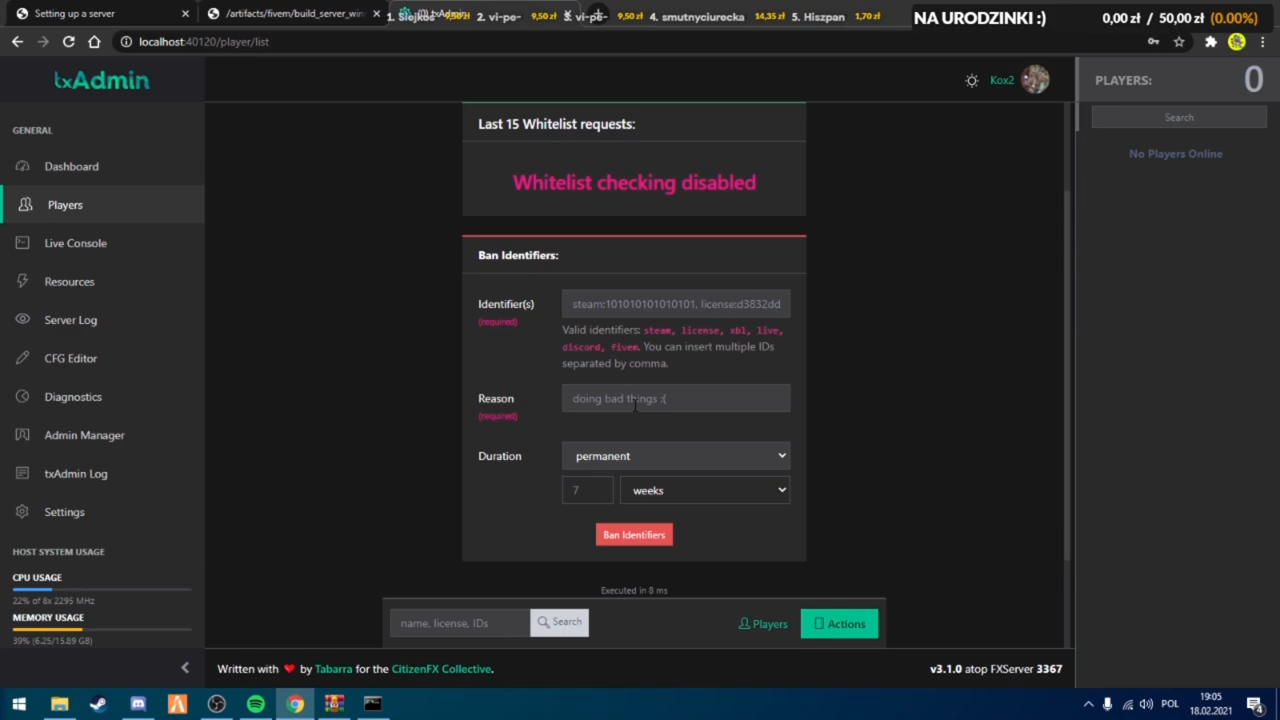 Setting up a server
/artifacts/fivem/build_server_win
1. Siejkos 9,50 zł 2. vi-pe- 9,50 zł 3. vi-pe- 9,50 zł 4. smutnyciurecka 14,35 zł 5. Hiszpan 1,70 zł
NA URODZINKI :) 0,00 zł / 50,00 zł (0.00%)
localhost:40120/player/list
txAdmin
Kox2
PLAYERS: 0
Search
No Players Online
GENERAL
Dashboard
Players
Live Console
Resources
Server Log
CFG Editor
Diagnostics
Admin Manager
txAdmin Log
Settings
HOST SYSTEM USAGE
CPU USAGE
22% of 8x 2295 MHz
MEMORY USAGE
39% (6.25/15.89 GB)
Last 15 Whitelist requests:
Whitelist checking disabled
Ban Identifiers:
Identifier(s)
(required)
steam:101010101010101, license:d3832dd
Valid identifiers: steam, license, xbl, live,
discord, fivem. You can insert multiple IDs
separated by comma.
Reason
(required)
doing bad things :(
Duration
permanent
7 weeks
Ban Identifiers
Executed in 8 ms
name, license, IDs Search
Players
Actions
Written with ❤ by Tabarra for the CitizenFX Collective.
v3.1.0 atop FXServer 3367
POL
19:05
18.02.2021
4